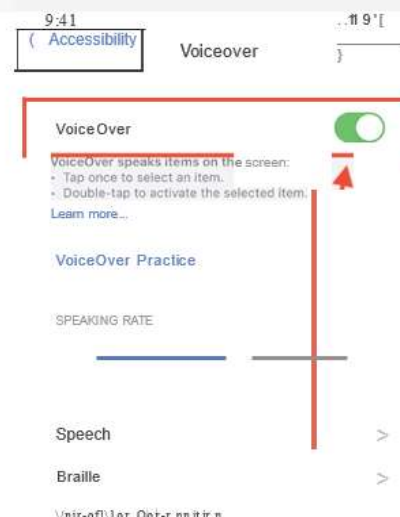 9:41
Accessibility
Voiceover
VoiceOver
VoiceOver speaks items on the screen:
• Tap once to select an item.
• Double-tap to activate the selected item.
Learn more...
VoiceOver Practice
SPEAKING RATE
Speech
Braille